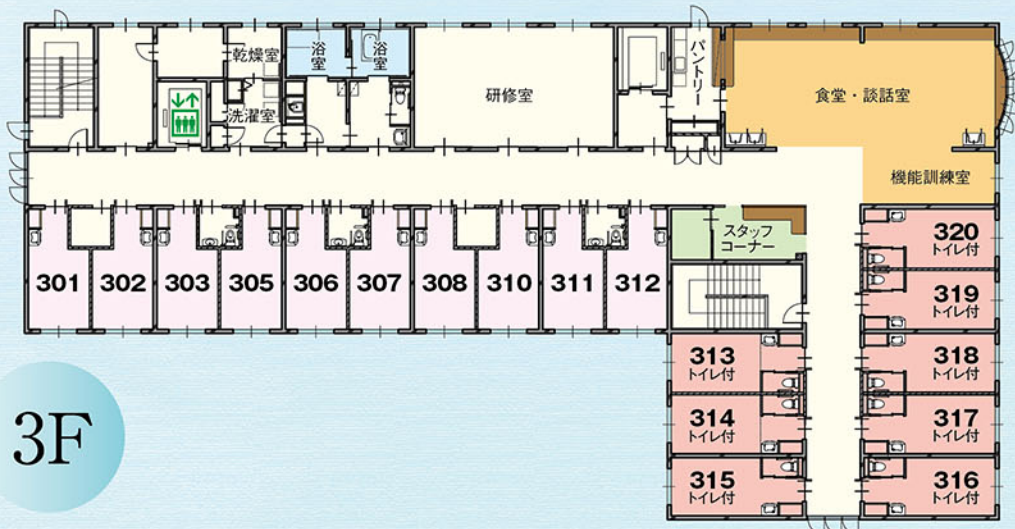 乾燥室
浴室
浴室
洗濯室
研修室
パントリー
食堂・談話室
機能訓練室
スタッフ
コーナー
301
302
303
305
306
307
308
310
311
312
320
トイレ付
319
トイレ付
313
トイレ付
318
トイレ付
314
トイレ付
317
トイレ付
315
トイレ付
316
トイレ付
3F